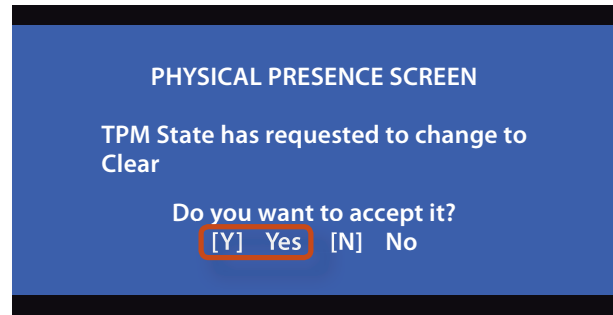 PHYSICAL PRESENCE SCREEN
TPM State has requested to change to
Clear
Do you want to accept it?
[Y] Yes [N] No